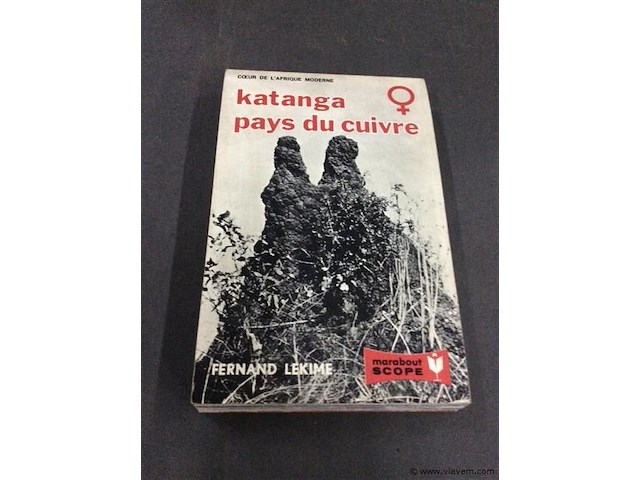 CŒUR DE L'AFRIQUE MODERNE
katanga
pays du cuivre
FERNAND LEKIME
marabout
SCOPE
© www.vlavem.com